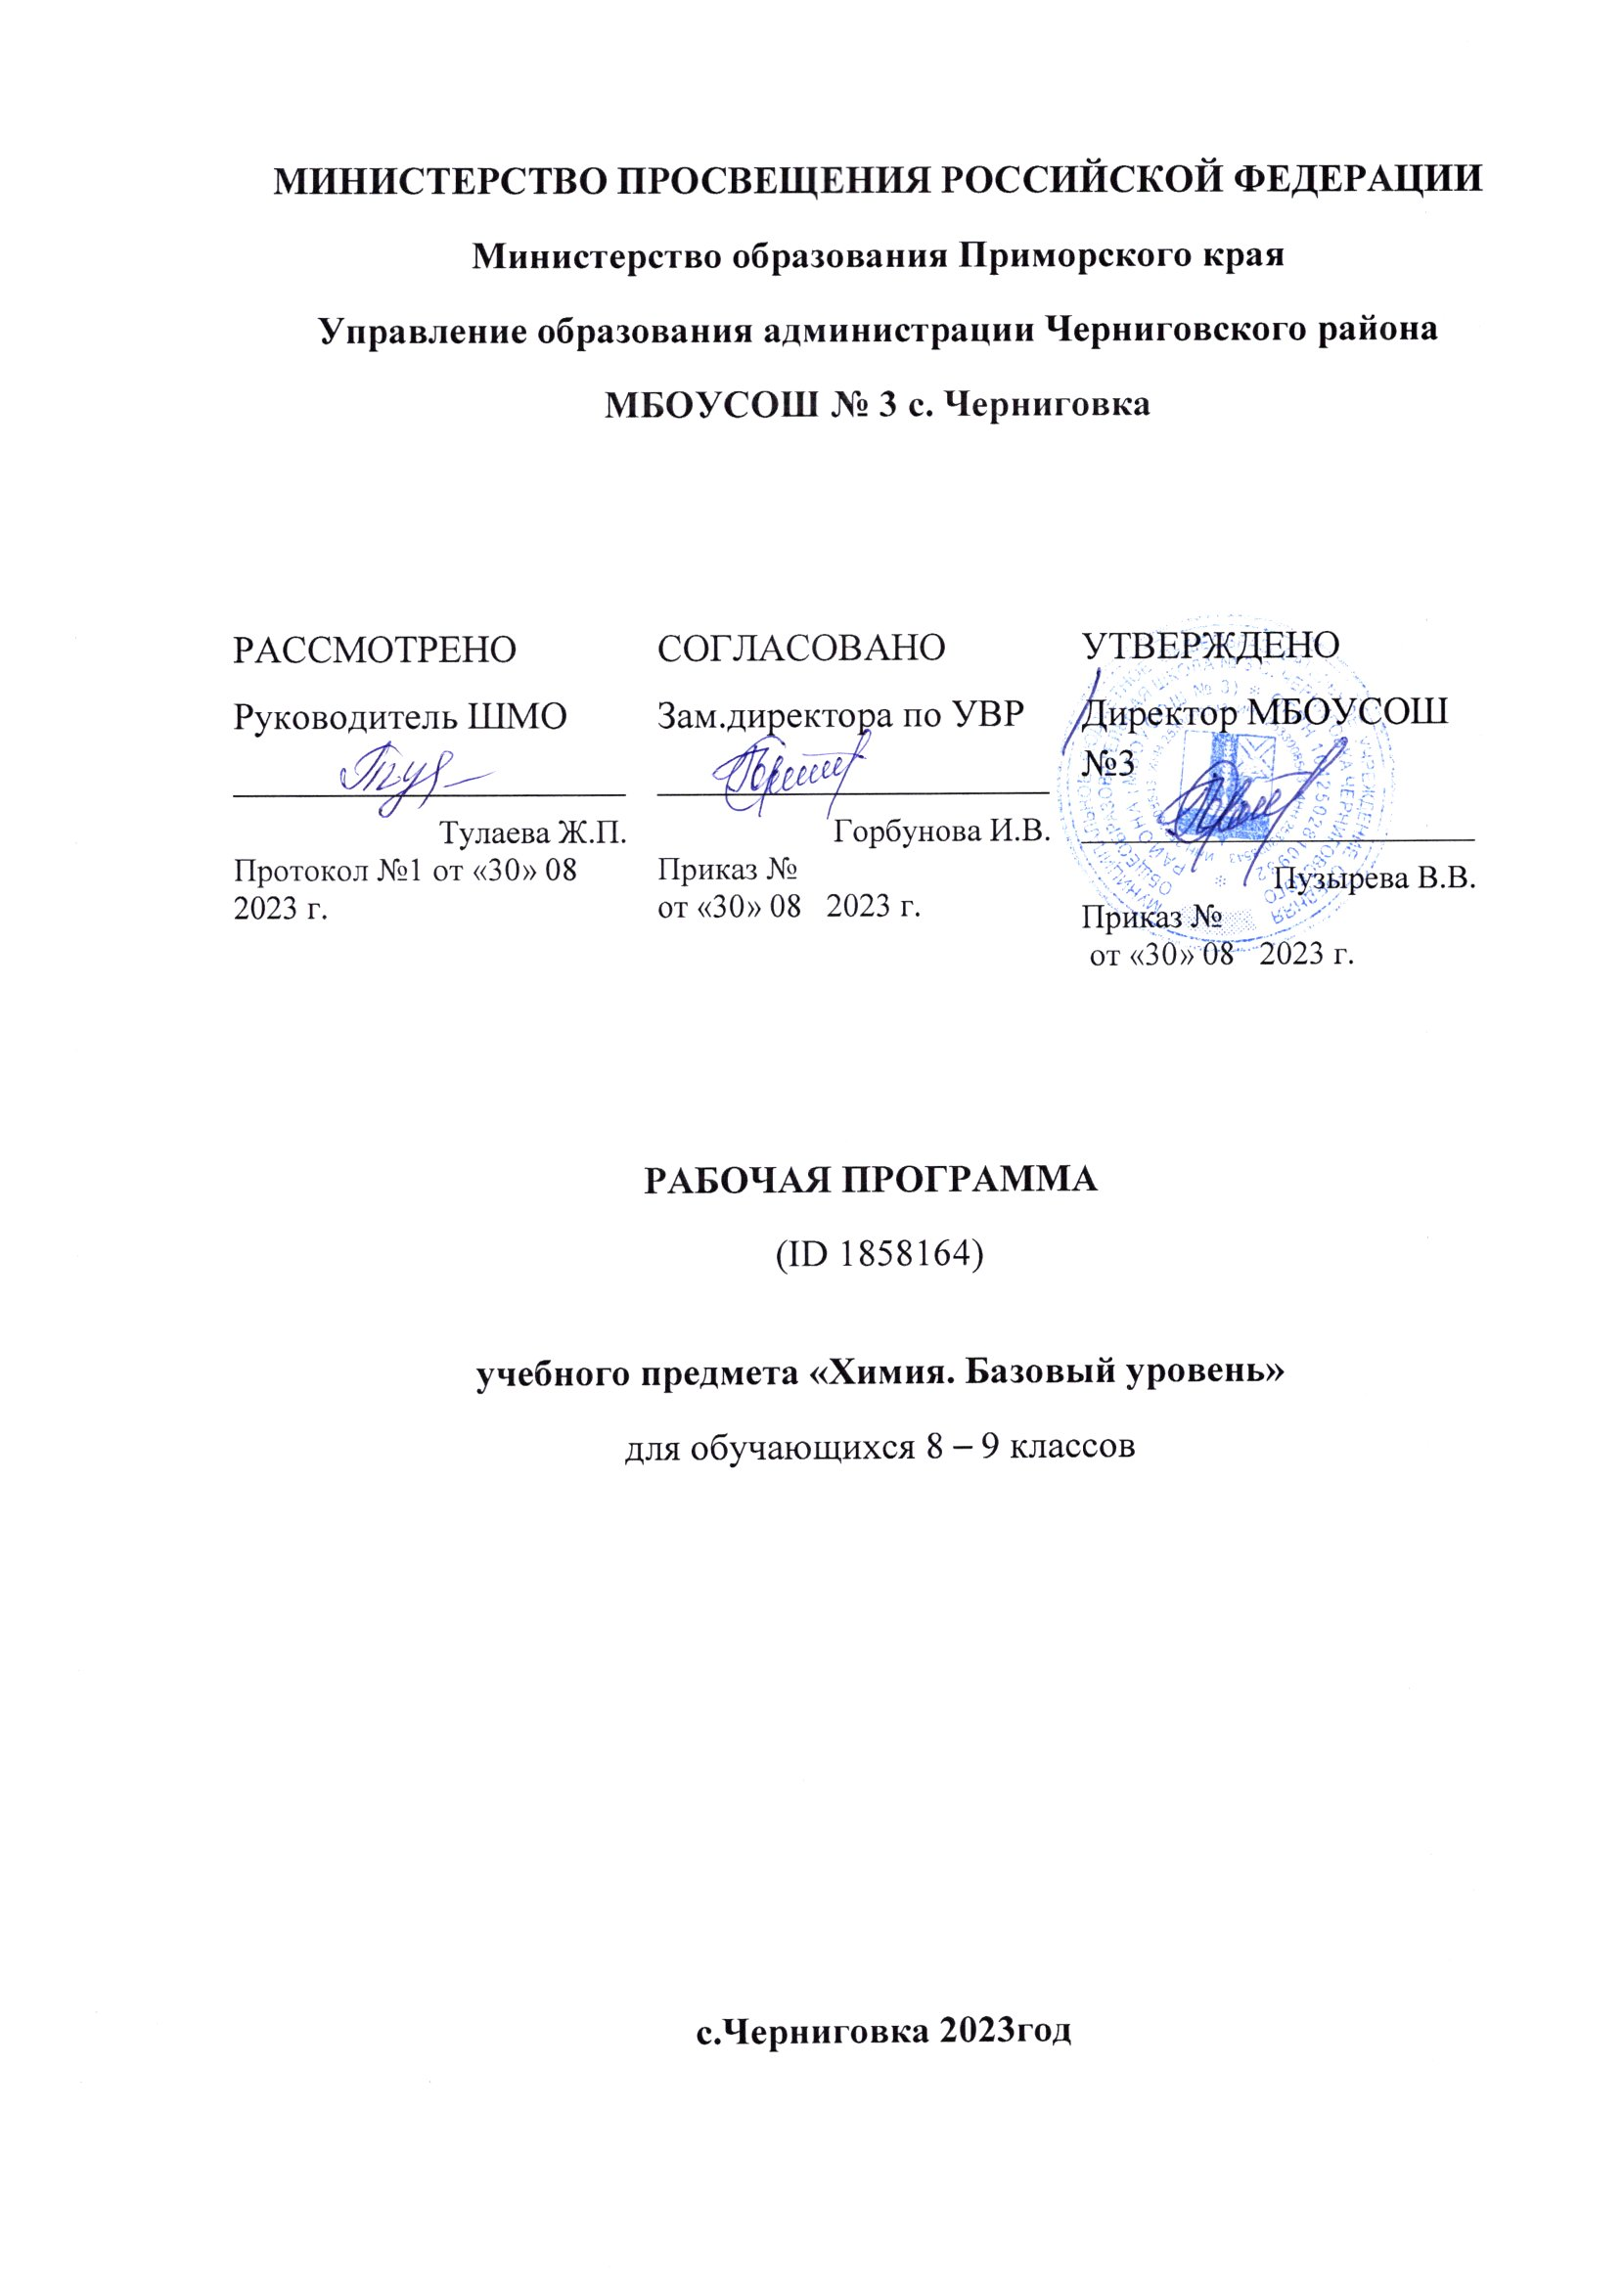 МИНИСТЕРСТВО ПРОСВЕЩЕНИЯ РОССИЙСКОЙ ФЕДЕРАЦИИ
Министерство образования Приморского края
Управление образования администрации Черниговского района
МБОУСОШ № 3 с. Черниговка
РАССМОТРЕНО
Руководитель ШМО
Тулаева Ж.П.
Протокол №1 от «30» 08
2023 г.
СОГЛАСОВАНО
Зам.директора по УВР
Горбунова И.В.
Приказ №
от «30» 08 2023 г.
УТВЕРЖДЕНО
Директор МБОУСОШ
№3
Пузырева В.В.
Приказ №
от «30» 08 2023 г.
РАБОЧАЯ ПРОГРАММА
(ID 1858164)
учебного предмета «Химия. Базовый уровень»
для обучающихся 8 – 9 классов
с.Черниговка 2023год